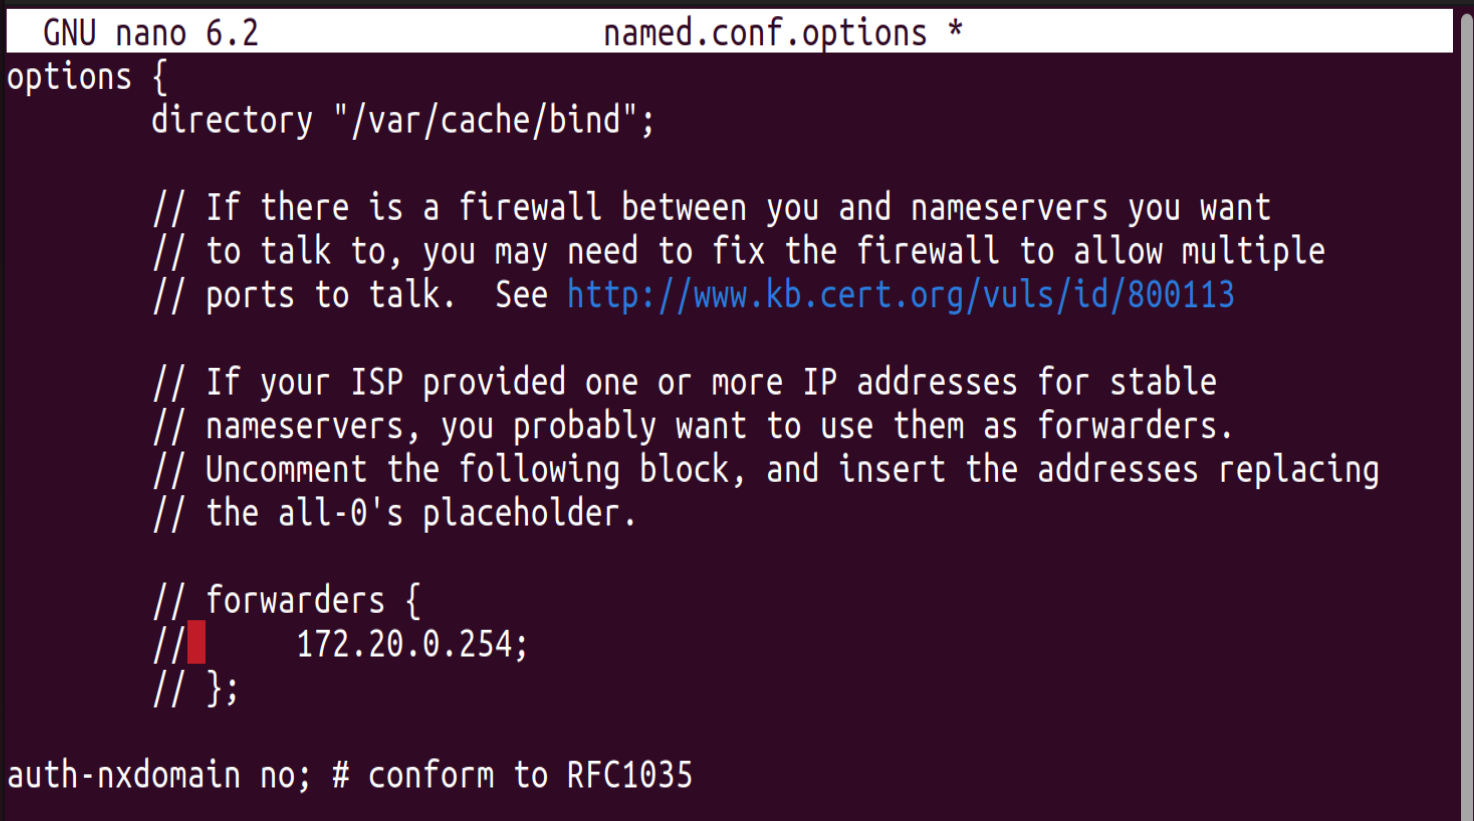 GNU nano 6.2 named.conf.options *
options {
directory "/var/cache/bind";
// If there is a firewall between you and nameservers you want
// to talk to, you may need to fix the firewall to allow multiple
// ports to talk.  See http://www.kb.cert.org/vuls/id/800113
// If your ISP provided one or more IP addresses for stable
// nameservers, you probably want to use them as forwarders.
// Uncomment the following block, and insert the addresses replacing
// the all-0's placeholder.
// forwarders {
//      172.20.0.254;
// };
auth-nxdomain no; # conform to RFC1035